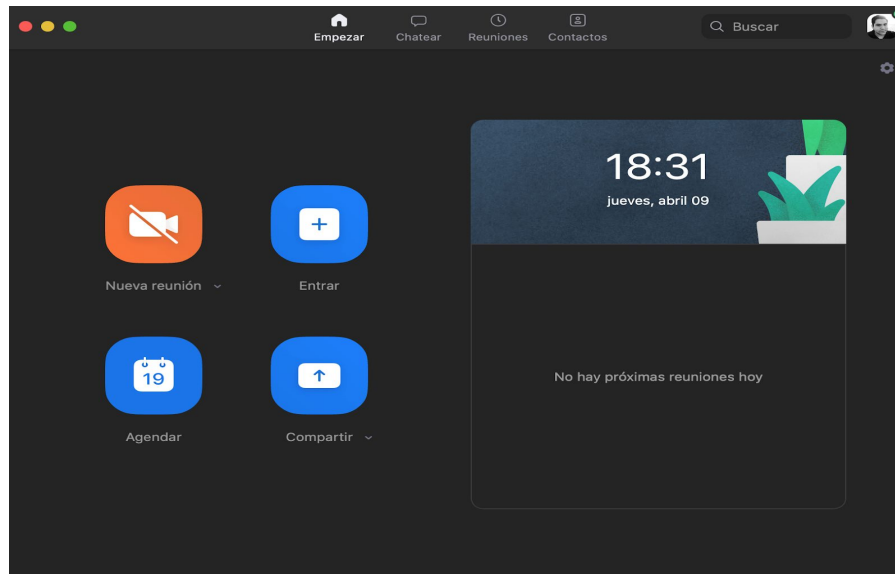 Empezar
Chatear
Reuniones
Contactos
Buscar
18:31
jueves, abril 09
Nueva reunión
Entrar
19
Agendar
Compartir
No hay próximas reuniones hoy